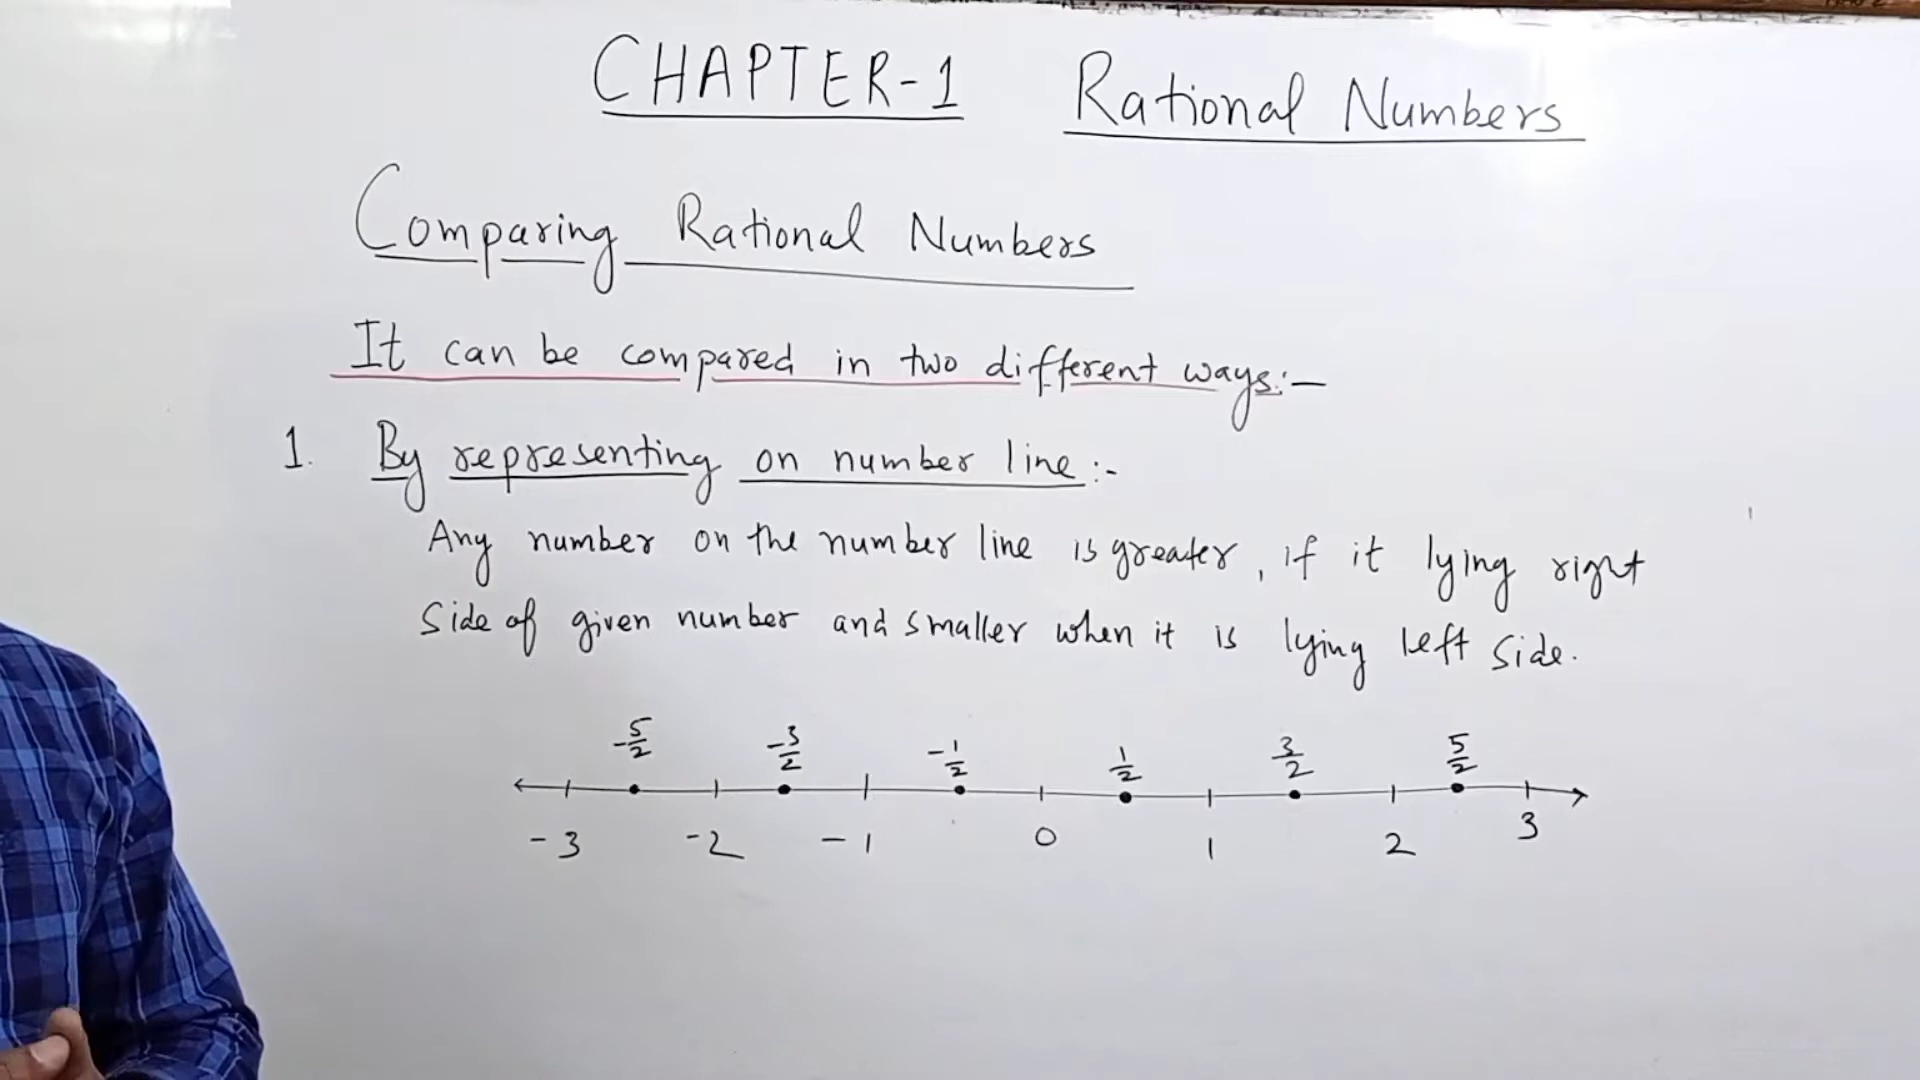 CHAPTER-1 Rational Numbers
Comparing Rational Numbers
It can be compared in two different ways:-
1. By representing on number line:-
Any number on the number line is greater, if it lying right
side of given number and smaller when it is lying left side.
-5/2 -3/2 -1/2 1/2 3/2 5/2
-3 -2 -1 0 1 2 3